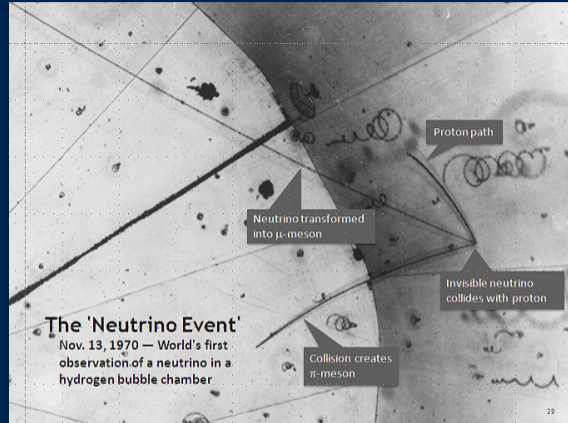 Proton path
Neutrino transformed
into μ-meson
Invisible neutrino
collides with proton
The 'Neutrino Event'
Nov. 13, 1970 — World's first
observation of a neutrino in a
hydrogen bubble chamber
Collision creates
π-meson
29